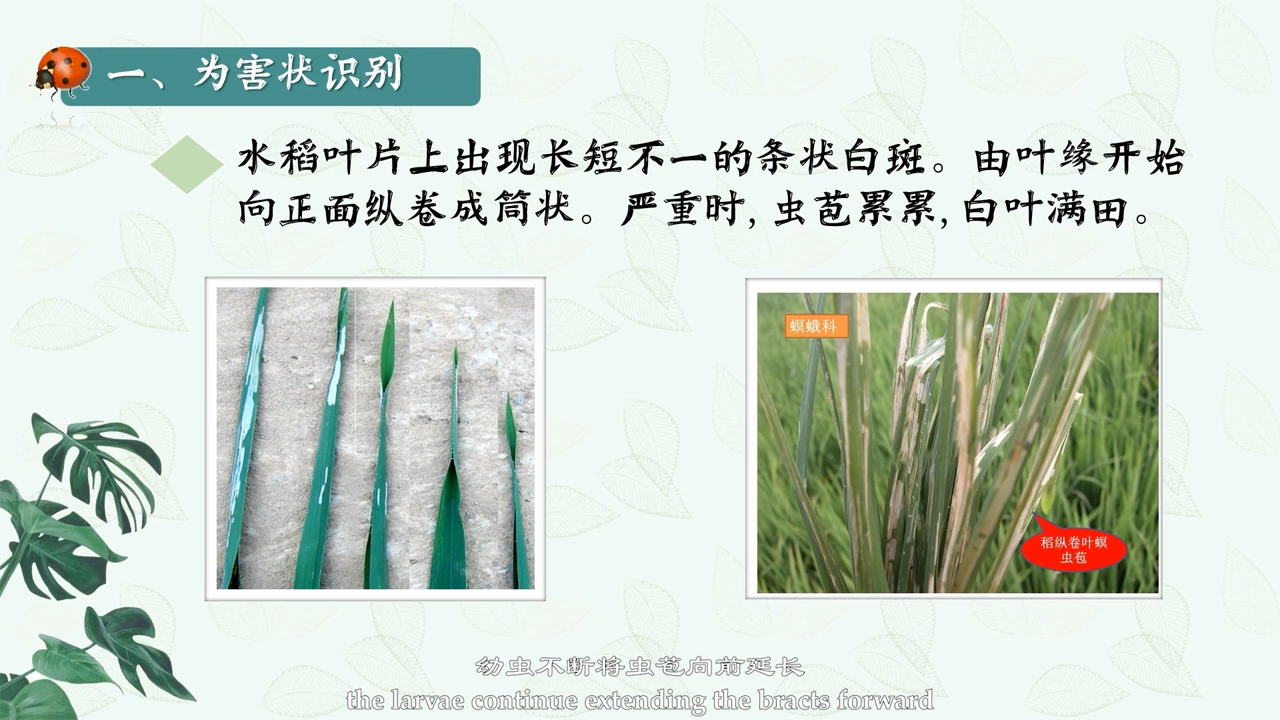 一、为害状识别
水稻叶片上出现长短不一的条状白斑。由叶缘开始
向正面纵卷成筒状。严重时,虫苞累累,白叶满田。
螟蛾科
稻纵卷叶螟
虫苞
幼虫不断将虫苞向前延长
the larvae continue extending the bracts forward